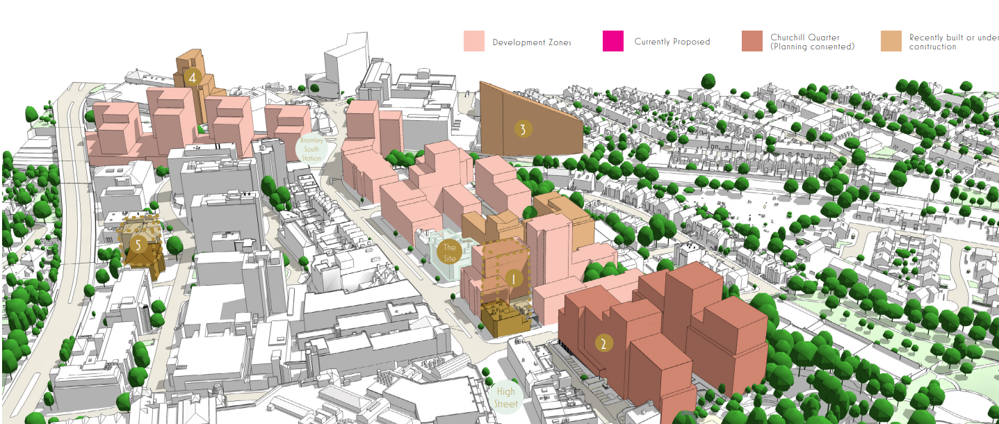 Development Zones
Currently Proposed
Churchill Quarter
(Planning consented)
Recently built or under
construction
4
3
Bromley
South
Station
5
The
Site
1
2
High
Street